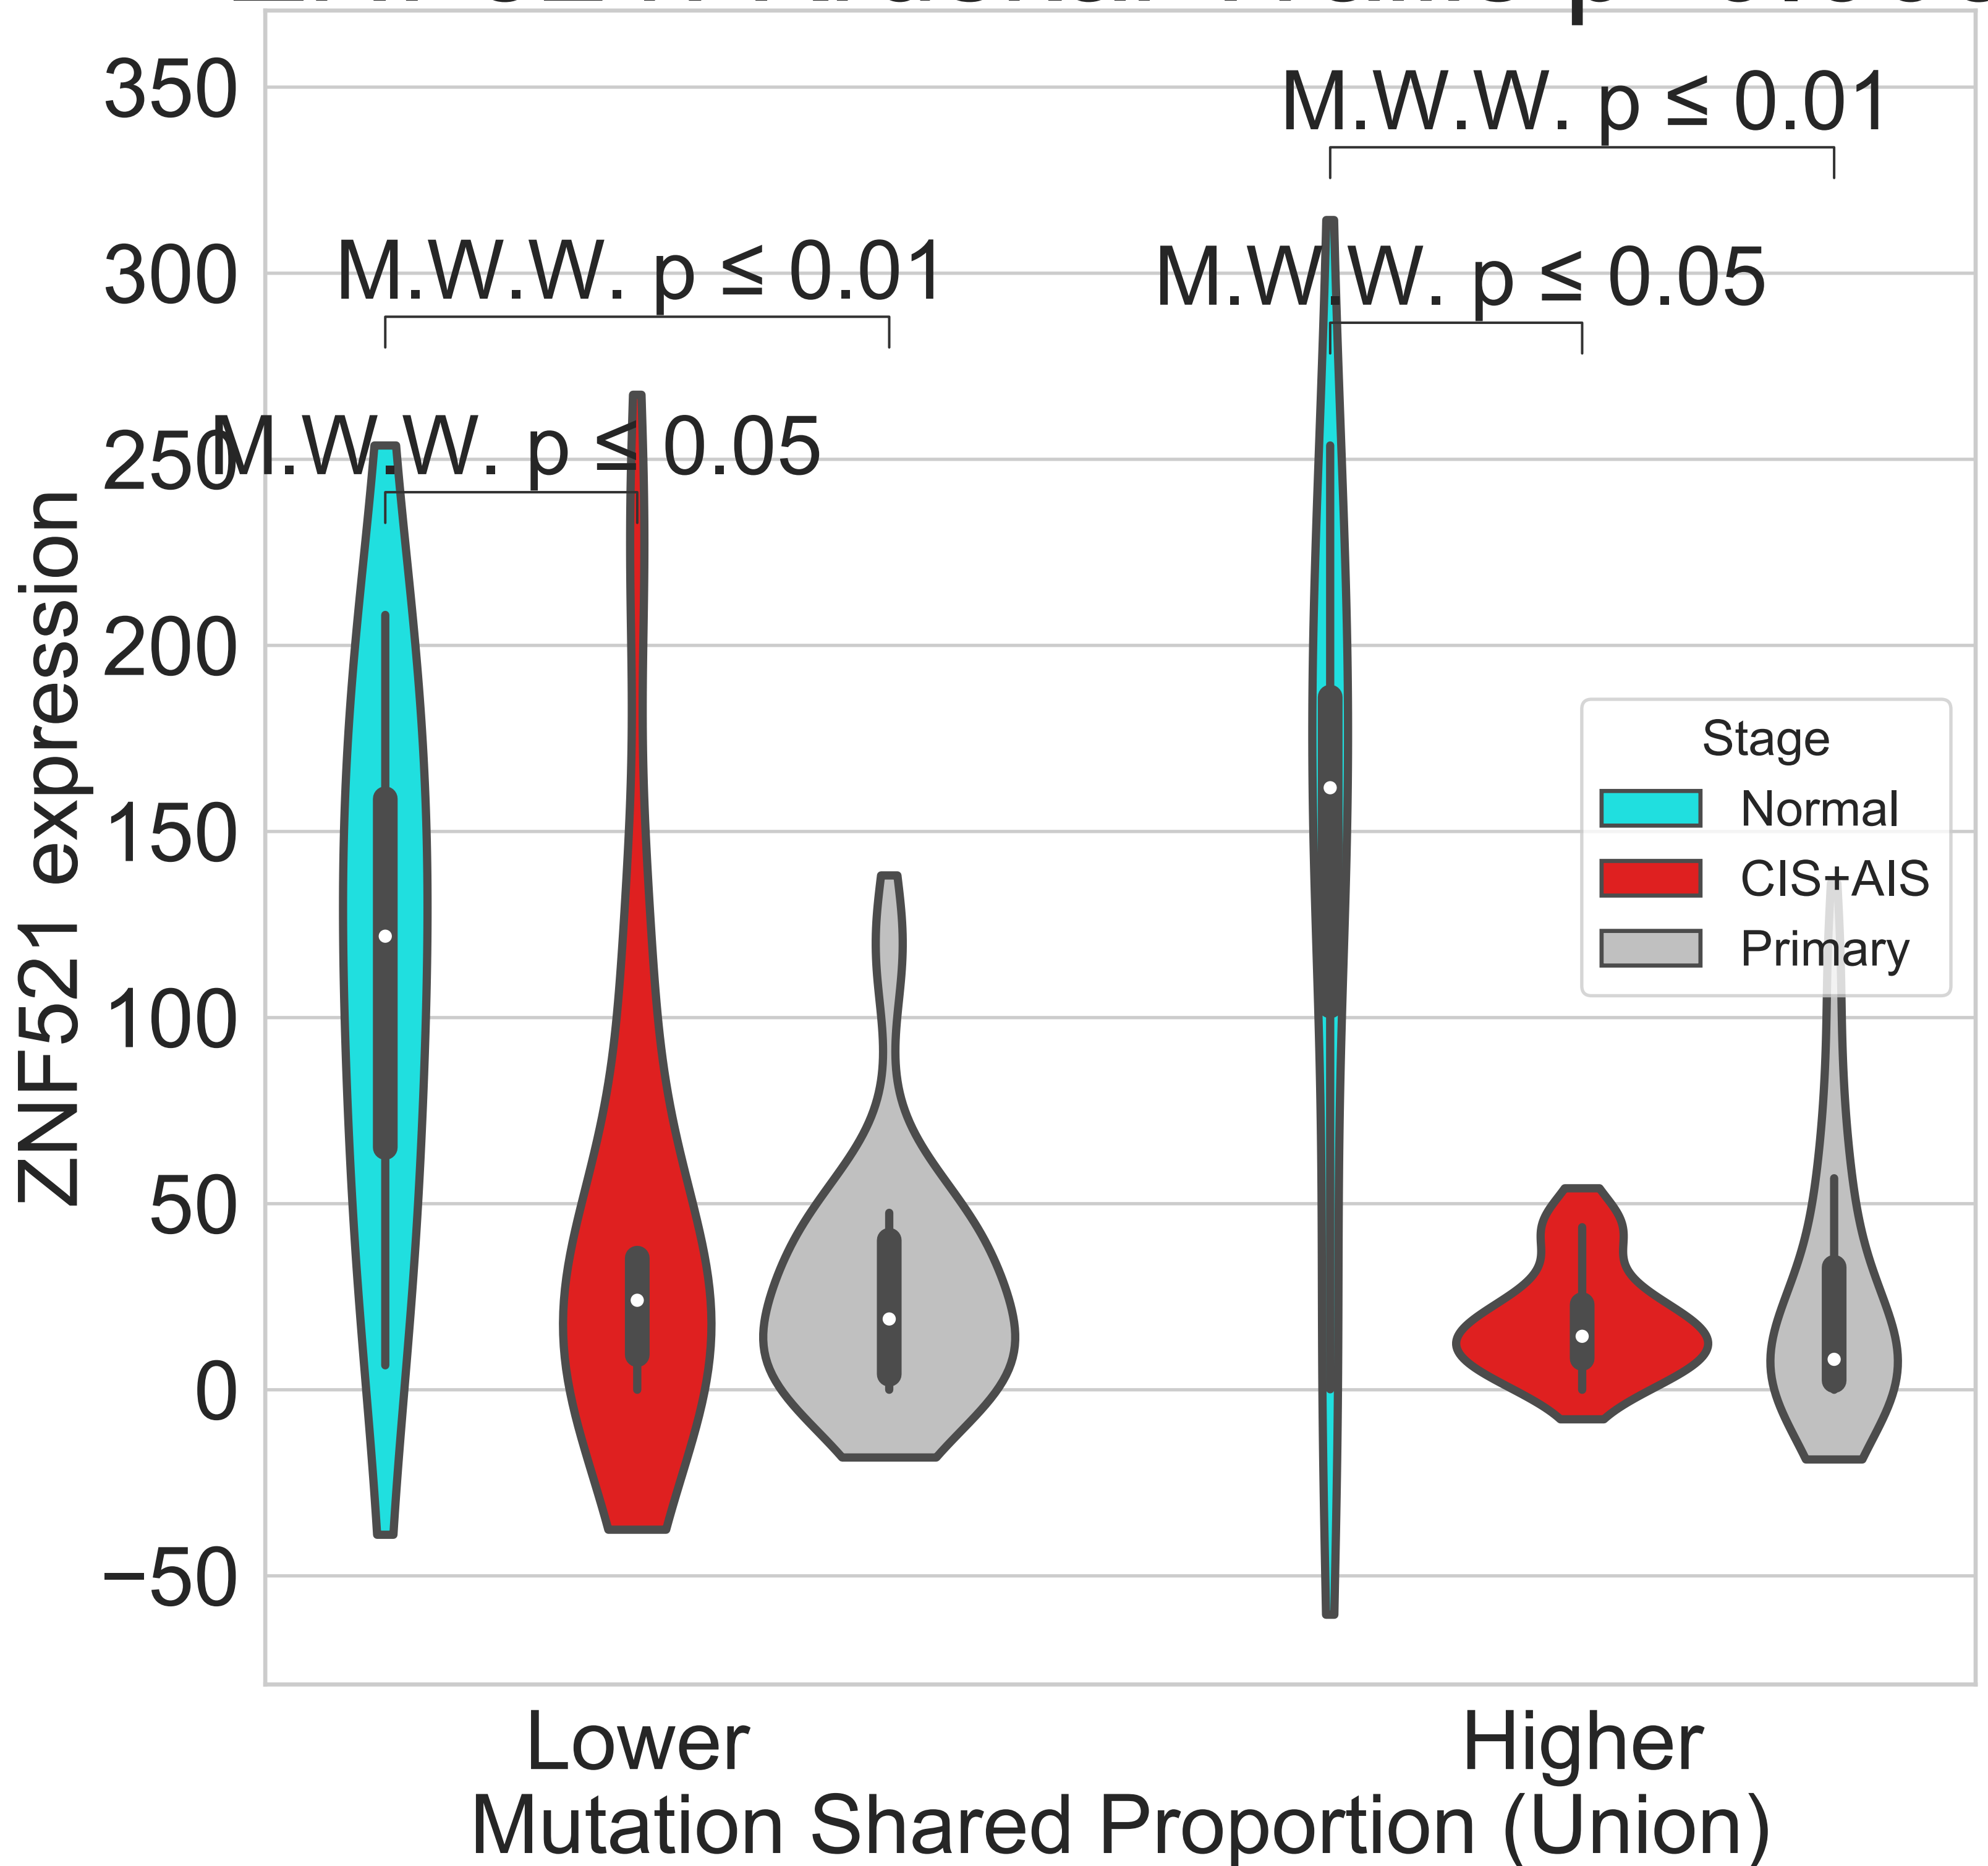 350
300
250
200
150
100
50
0
−50
ZNF521 expression
M.W.W. p ≤ 0.01
M.W.W. p ≤ 0.01
M.W.W. p ≤ 0.05
M.W.W. p ≤ 0.05
Stage
Normal
CIS+AIS
Primary
Lower
Higher
Mutation Shared Proportion (Union)